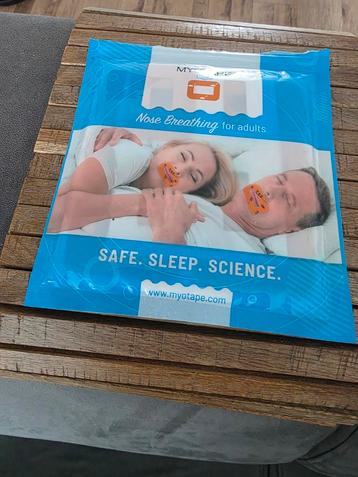 Nose Breathing for adults
SAFE. SLEEP. SCIENCE.
www.myotape.com